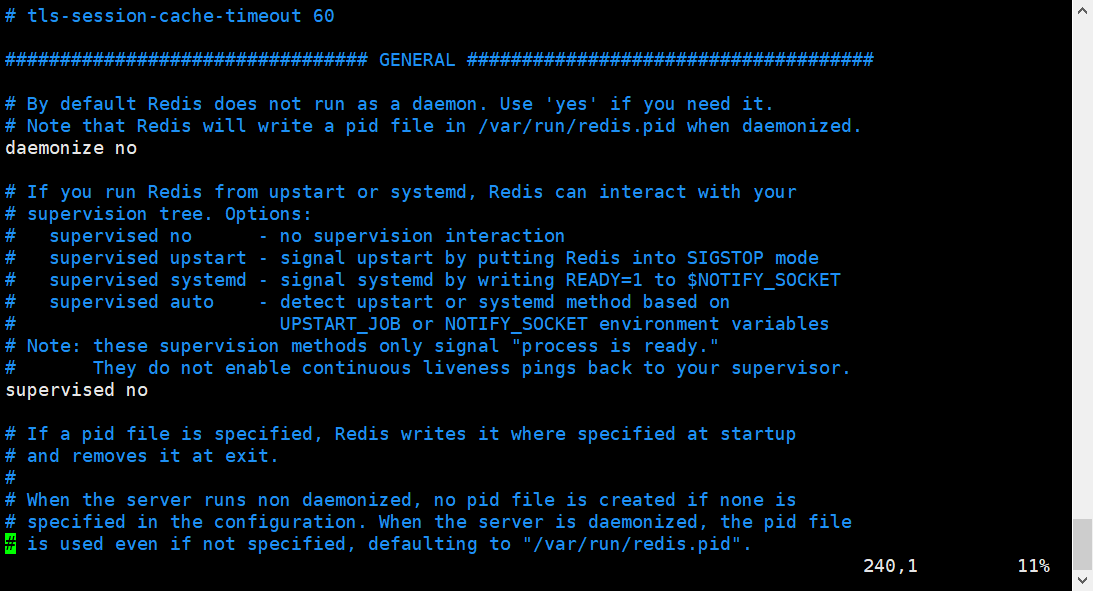 # tls-session-cache-timeout 60
################################# GENERAL #####################################
# By default Redis does not run as a daemon. Use 'yes' if you need it.
# Note that Redis will write a pid file in /var/run/redis.pid when daemonized.
daemonize no
# If you run Redis from upstart or systemd, Redis can interact with your
# supervision tree. Options:
#   supervised no      - no supervision interaction
#   supervised upstart - signal upstart by putting Redis into SIGSTOP mode
#   supervised systemd - signal systemd by writing READY=1 to $NOTIFY_SOCKET
#   supervised auto    - detect upstart or systemd method based on
#                        UPSTART_JOB or NOTIFY_SOCKET environment variables
# Note: these supervision methods only signal "process is ready."
#       They do not enable continuous liveness pings back to your supervisor.
supervised no
# If a pid file is specified, Redis writes it where specified at startup
# and removes it at exit.
#
# When the server runs non daemonized, no pid file is created if none is
# specified in the configuration. When the server is daemonized, the pid file
# is used even if not specified, defaulting to "/var/run/redis.pid".
240,1         11%